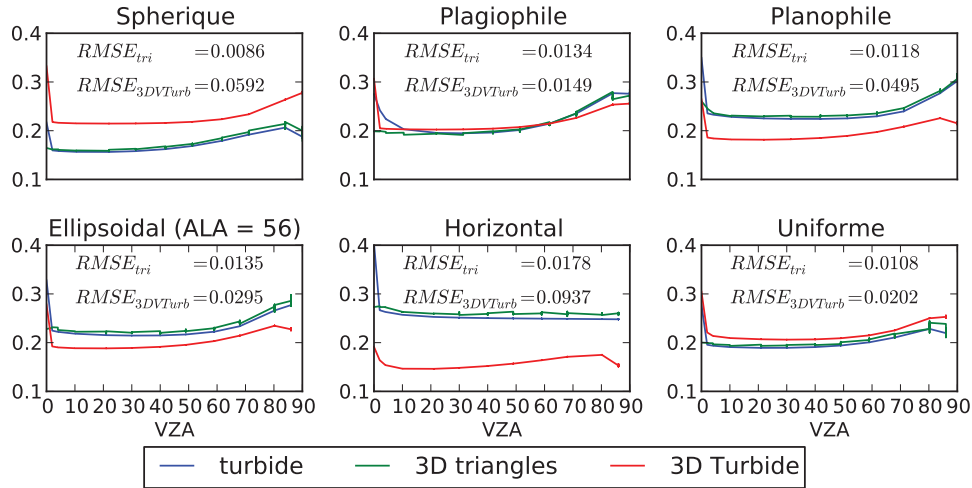 Spherique Plagiophile Planophile
0.4 0.4 0.4
RMSE_tri =0.0086 RMSE_tri =0.0134 RMSE_tri =0.0118
0.3 0.3 0.3
RMSE_3DVTurb =0.0592 RMSE_3DVTurb =0.0149 RMSE_3DVTurb =0.0495
0.2 0.2 0.2
0.1 0.1 0.1
Ellipsoidal (ALA = 56) Horizontal Uniforme
0.4 0.4 0.4
RMSE_tri =0.0135 RMSE_tri =0.0178 RMSE_tri =0.0108
0.3 0.3 0.3
RMSE_3DVTurb=0.0295 RMSE_3DVTurb=0.0937 RMSE_3DVTurb=0.0202
0.2 0.2 0.2
0.1 0.1 0.1
0 10 20 30 40 50 60 70 80 90 0 10 20 30 40 50 60 70 80 90 0 10 20 30 40 50 60 70 80 90
VZA VZA
turbide 3D triangles 3D Turbide